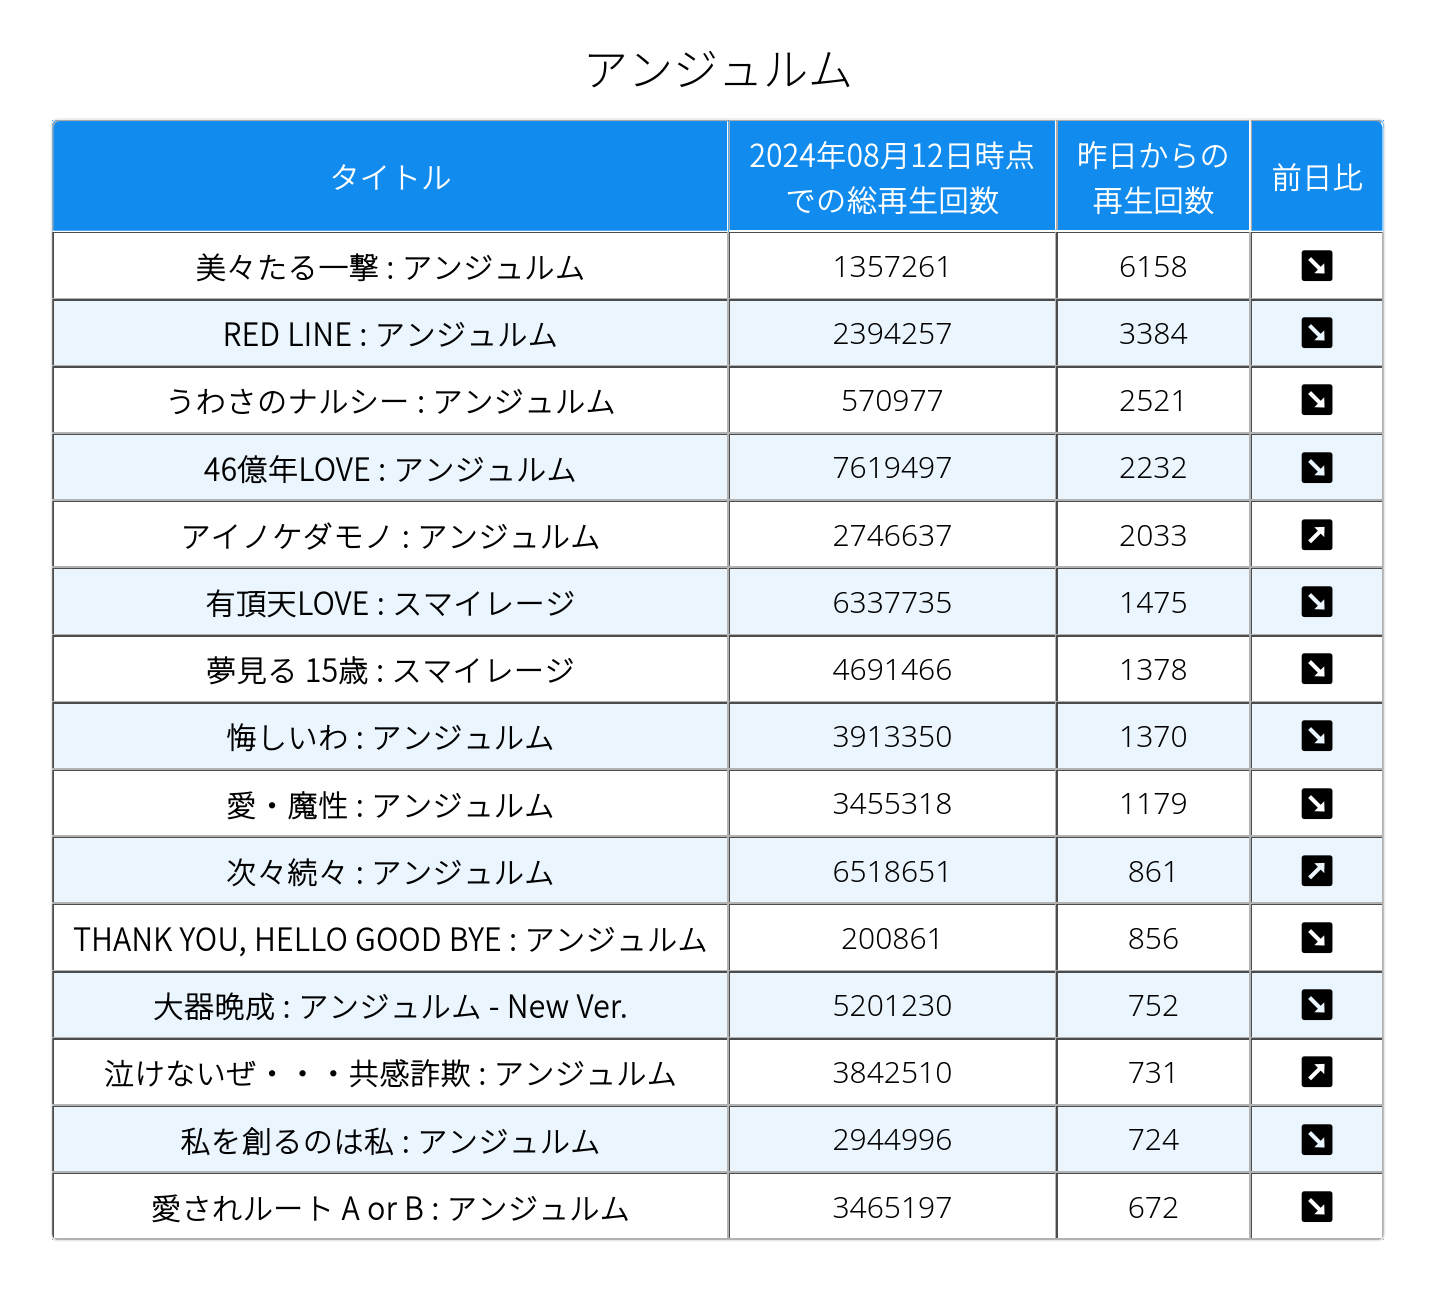 アンジュルム
タイトル 2024年08月12日時点での総再生回数 昨日からの再生回数 前日比
美々たる一撃 : アンジュルム 1357261 6158 ↘
RED LINE : アンジュルム 2394257 3384 ↘
うわさのナルシー : アンジュルム 570977 2521 ↘
46億年LOVE : アンジュルム 7619497 2232 ↘
アイノケダモノ : アンジュルム 2746637 2033 ↗
有頂天LOVE : スマイレージ 6337735 1475 ↘
夢見る 15歳 : スマイレージ 4691466 1378 ↘
悔しいわ : アンジュルム 3913350 1370 ↘
愛・魔性 : アンジュルム 3455318 1179 ↘
次々続々 : アンジュルム 6518651 861 ↗
THANK YOU, HELLO GOOD BYE : アンジュルム 200861 856 ↘
大器晩成 : アンジュルム - New Ver. 5201230 752 ↘
泣けないぜ・・・共感詐欺 : アンジュルム 3842510 731 ↗
私を創るのは私 : アンジュルム 2944996 724 ↘
愛されルート A or B : アンジュルム 3465197 672 ↘